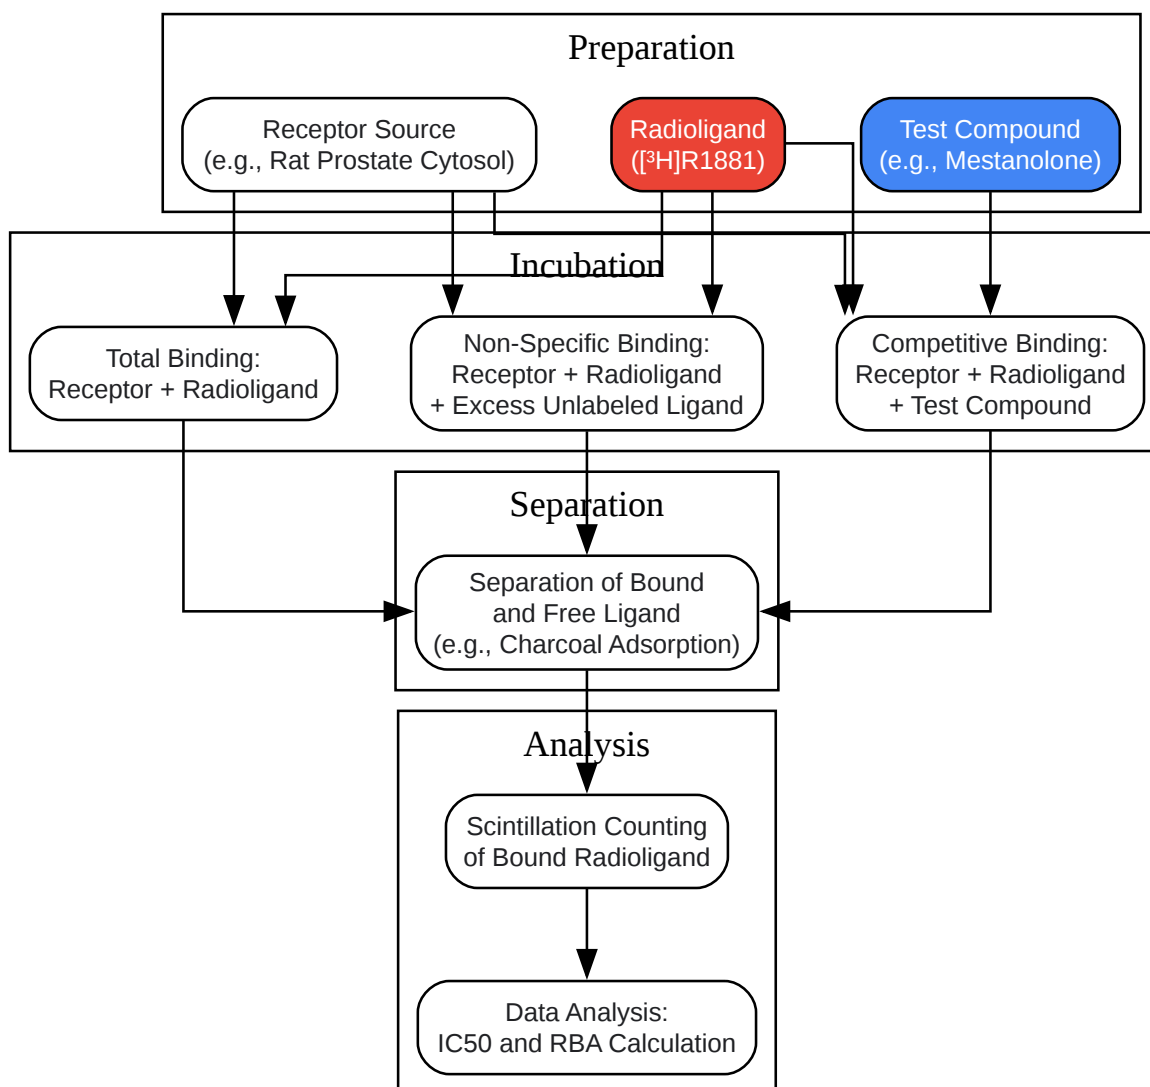 Preparation
Receptor Source
(e.g., Rat Prostate Cytosol)
Radioligand
([³H]R1881)
Test Compound
(e.g., Mestanolone)
Incubation
Total Binding:
Receptor + Radioligand
Non-Specific Binding:
Receptor + Radioligand
+ Excess Unlabeled Ligand
Competitive Binding:
Receptor + Radioligand
+ Test Compound
Separation
Separation of Bound
and Free Ligand
(e.g., Charcoal Adsorption)
Analysis
Scintillation Counting
of Bound Radioligand
Data Analysis:
IC50 and RBA Calculation